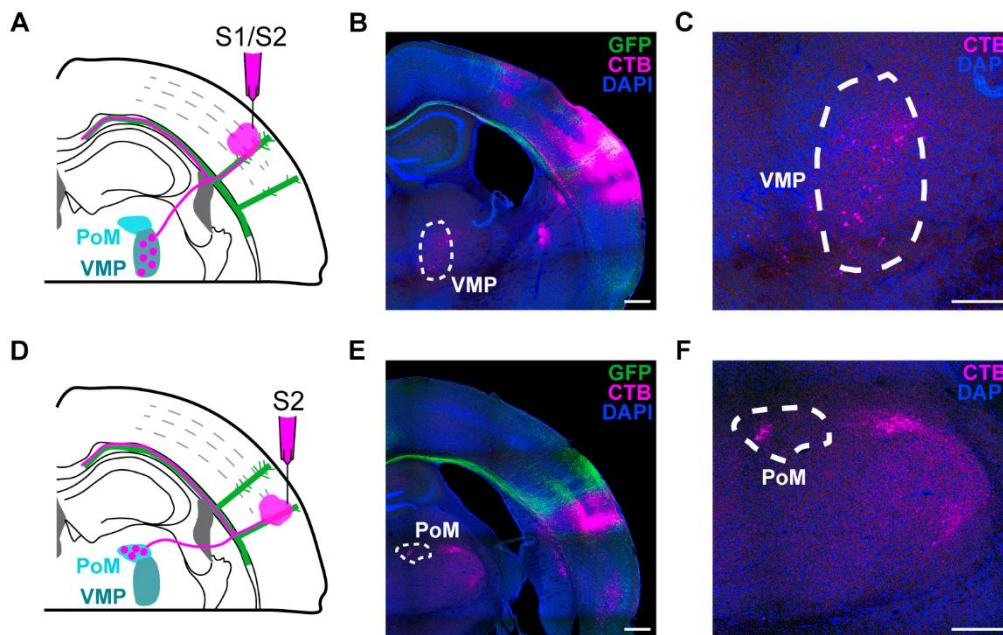 A
S1/S2
PoM
VMP
B
GFP
CTB
DAPI
VMP
C
CTB
DAPI
VMP
D
S2
PoM
VMP
E
GFP
CTB
DAPI
PoM
F
CTB
DAPI
PoM